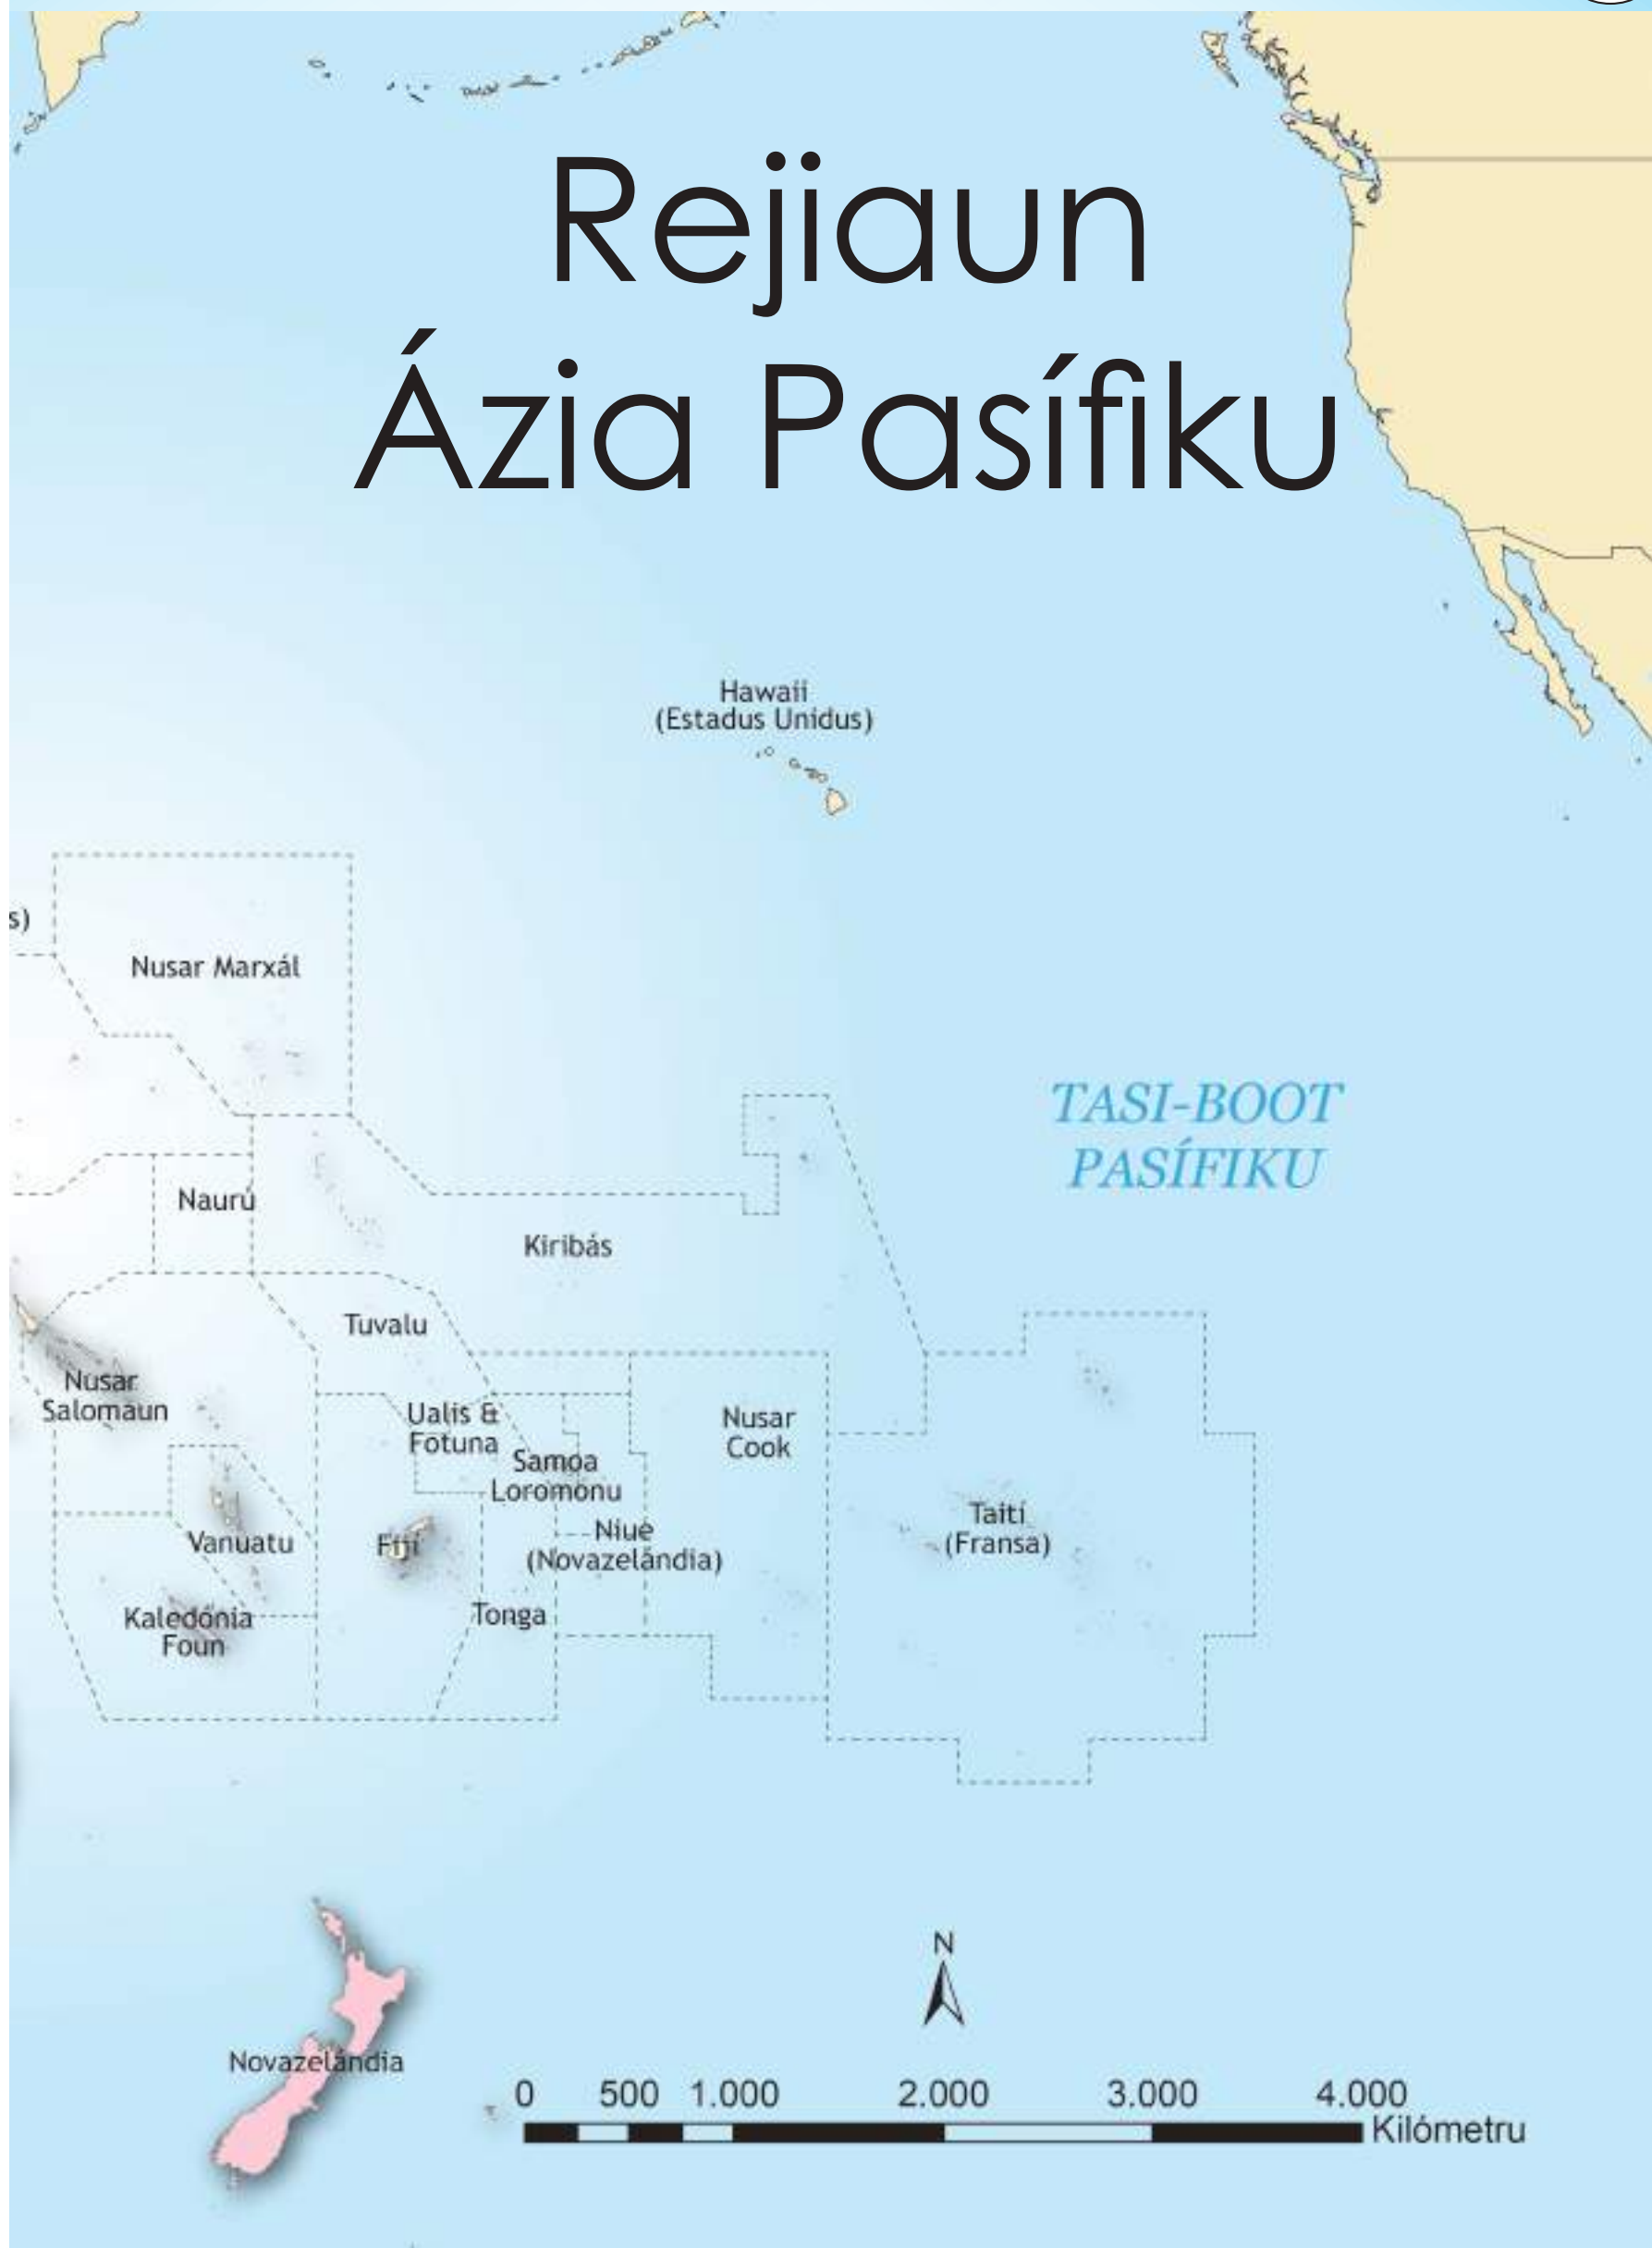 Rejiaun
Ázia Pasífiku
Hawaii
(Estadus Unidus)
s)
Nusar Marxál
TASI-BOOT
PASÍFIKU
Naurú
Kiribás
Tuvalu
Nusar
Salomaun
Ualis &
Fotuna
Nusar
Cook
Samoa
Loromonu
Taití
(Fransa)
Niue
(Novazelándia)
Vanuatu
Fiji
Tonga
Kaledónia
Foun
N
Novazelándia
0 500 1.000 2.000 3.000 4.000
Kilómetru